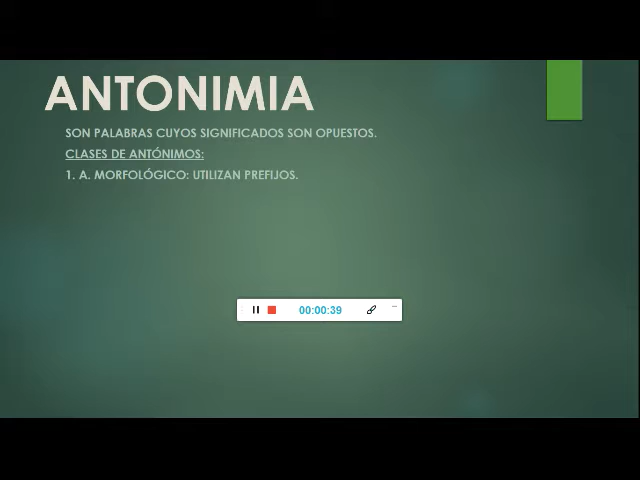 ANTONIMIA
SON PALABRAS CUYOS SIGNIFICADOS SON OPUESTOS.
CLASES DE ANTÓNIMOS:
1. A. MORFOLÓGICO: UTILIZAN PREFIJOS.
00:00:39